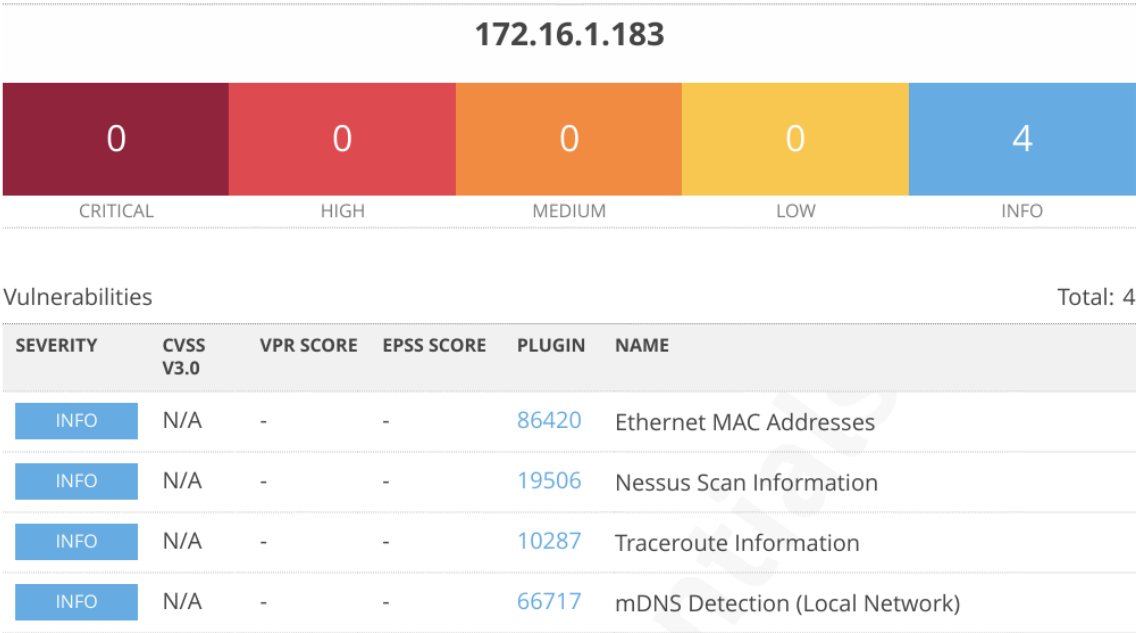 172.16.1.183
0 0 0 0 4
CRITICAL HIGH MEDIUM LOW INFO
Vulnerabilities Total: 4
SEVERITY CVSS V3.0 VPR SCORE EPSS SCORE PLUGIN NAME
INFO N/A - - 86420 Ethernet MAC Addresses
INFO N/A - - 19506 Nessus Scan Information
INFO N/A - - 10287 Traceroute Information
INFO N/A - - 66717 mDNS Detection (Local Network)